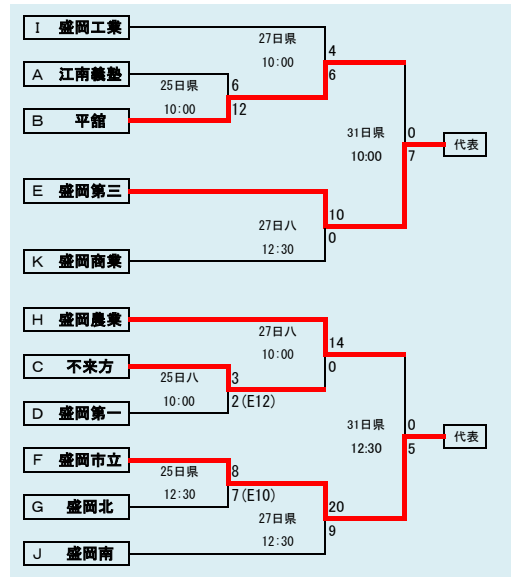 I 盛岡工業
27日県
10:00
4
6
A 江南義塾
25日県
10:00
6
12
B 平舘
31日県
10:00
0
7
代表
E 盛岡第三
27日八
12:30
10
0
K 盛岡商業
H 盛岡農業
27日八
10:00
14
0
C 不来方
25日八
10:00
3
2(E12)
D 盛岡第一
31日県
12:30
0
5
代表
F 盛岡市立
25日県
12:30
8
7(E10)
G 盛岡北
27日県
12:30
20
9
J 盛岡南